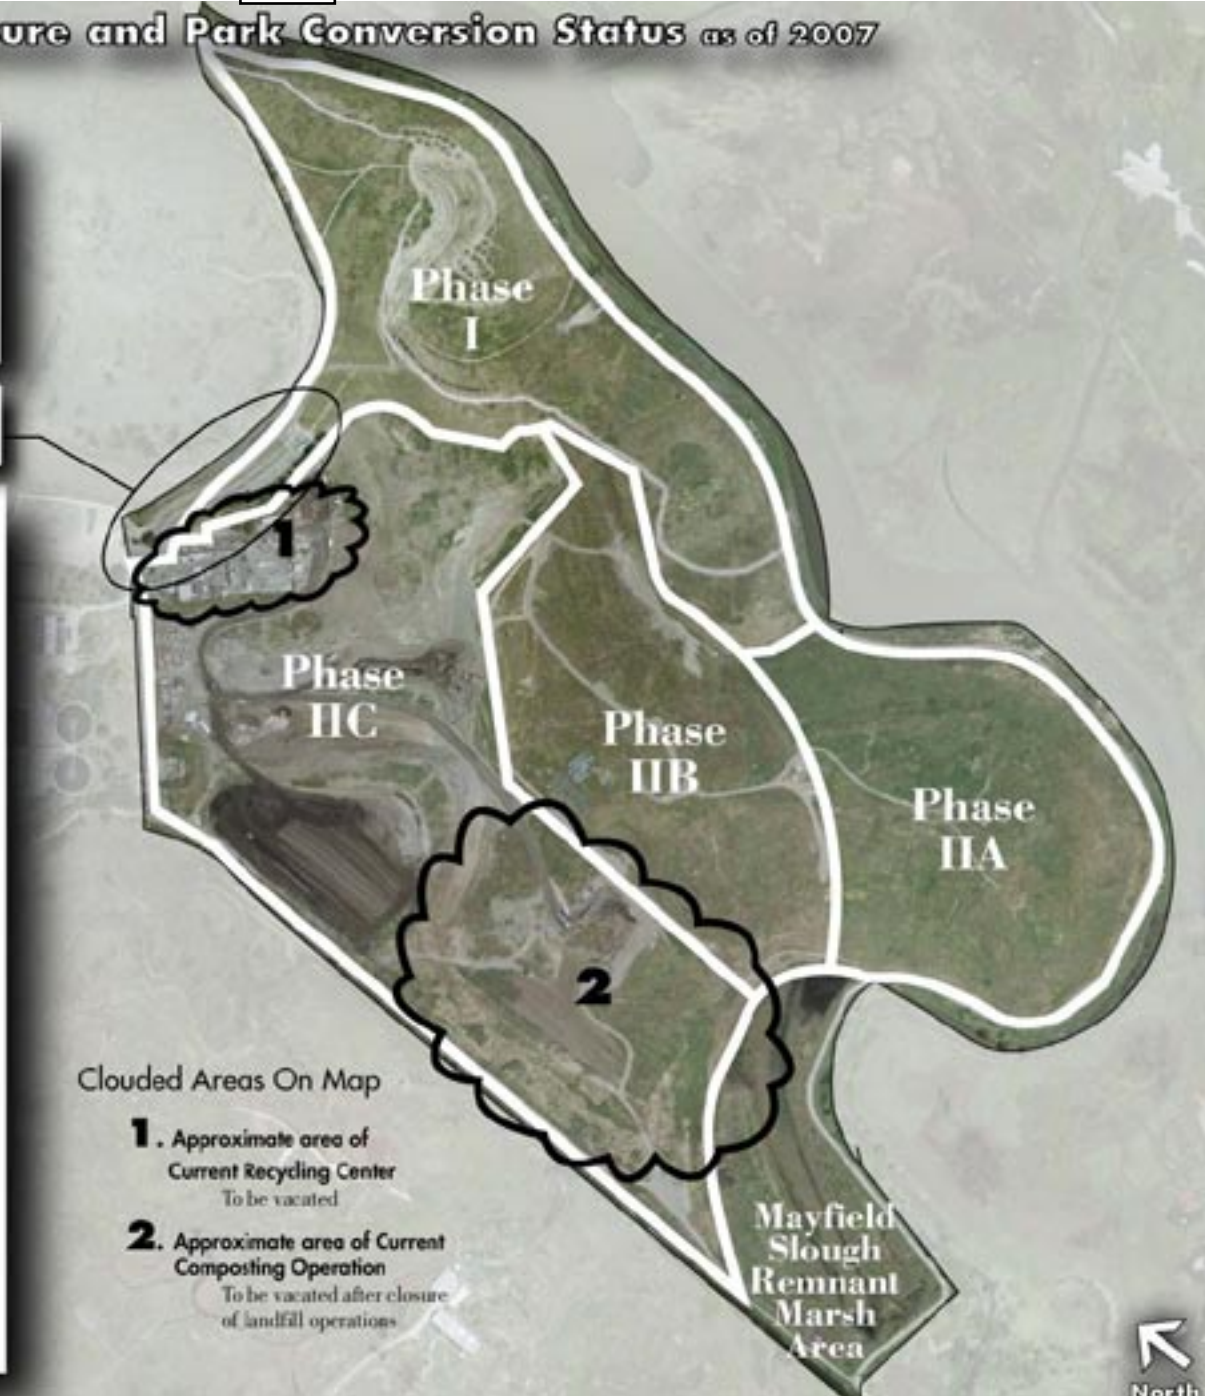 ure and Park Conversion Status as of 2007
Phase
I
1
Phase
IIC
Phase
IIB
Phase
IIA
2
Clouded Areas On Map
1. Approximate area of
Current Recycling Center
To be vacated
2. Approximate area of Current
Composting Operation
To be vacated after closure
of landfill operations
Mayfield
Slough
Remnant
Marsh
Area
North